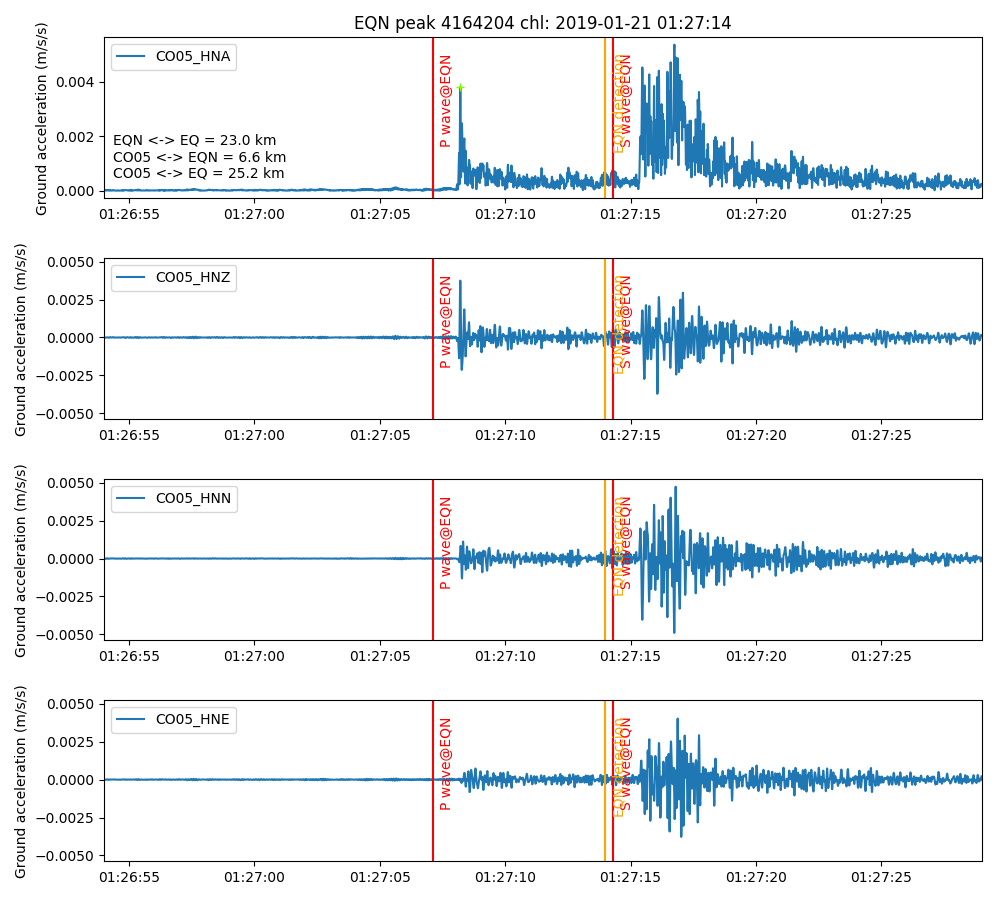 EQN peak 4164204 chl: 2019-01-21 01:27:14
Ground acceleration (m/s/s)
CO05_HNA
0.004
0.002
0.000
P wave@EQN
EQN detection
S wave@EQN
EQN <-> EQ = 23.0 km
CO05 <-> EQN = 6.6 km
CO05 <-> EQ = 25.2 km
01:26:55 01:27:00 01:27:05 01:27:10 01:27:15 01:27:20 01:27:25
Ground acceleration (m/s/s)
CO05_HNZ
0.0050
0.0025
0.0000
−0.0025
−0.0050
P wave@EQN
EQN detection
S wave@EQN
01:26:55 01:27:00 01:27:05 01:27:10 01:27:15 01:27:20 01:27:25
Ground acceleration (m/s/s)
CO05_HNN
0.0050
0.0025
0.0000
−0.0025
−0.0050
P wave@EQN
EQN detection
S wave@EQN
01:26:55 01:27:00 01:27:05 01:27:10 01:27:15 01:27:20 01:27:25
Ground acceleration (m/s/s)
CO05_HNE
0.0050
0.0025
0.0000
−0.0025
−0.0050
P wave@EQN
EQN detection
S wave@EQN
01:26:55 01:27:00 01:27:05 01:27:10 01:27:15 01:27:20 01:27:25